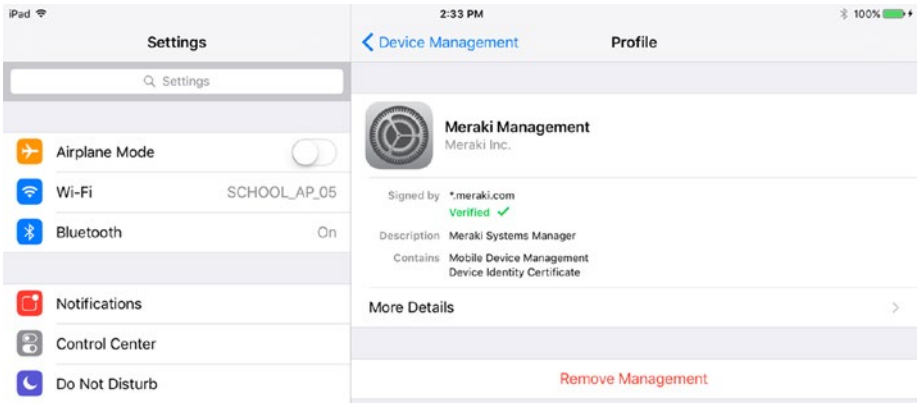 iPad 2:33 PM 100%
Settings
Settings
Airplane Mode
Wi-Fi SCHOOL_AP_05
Bluetooth On
Notifications
Control Center
Do Not Disturb
Device Management Profile
Meraki Management
Meraki Inc.
Signed by *.meraki.com
Verified
Description Meraki Systems Manager
Contains Mobile Device Management
Device Identity Certificate
More Details
Remove Management